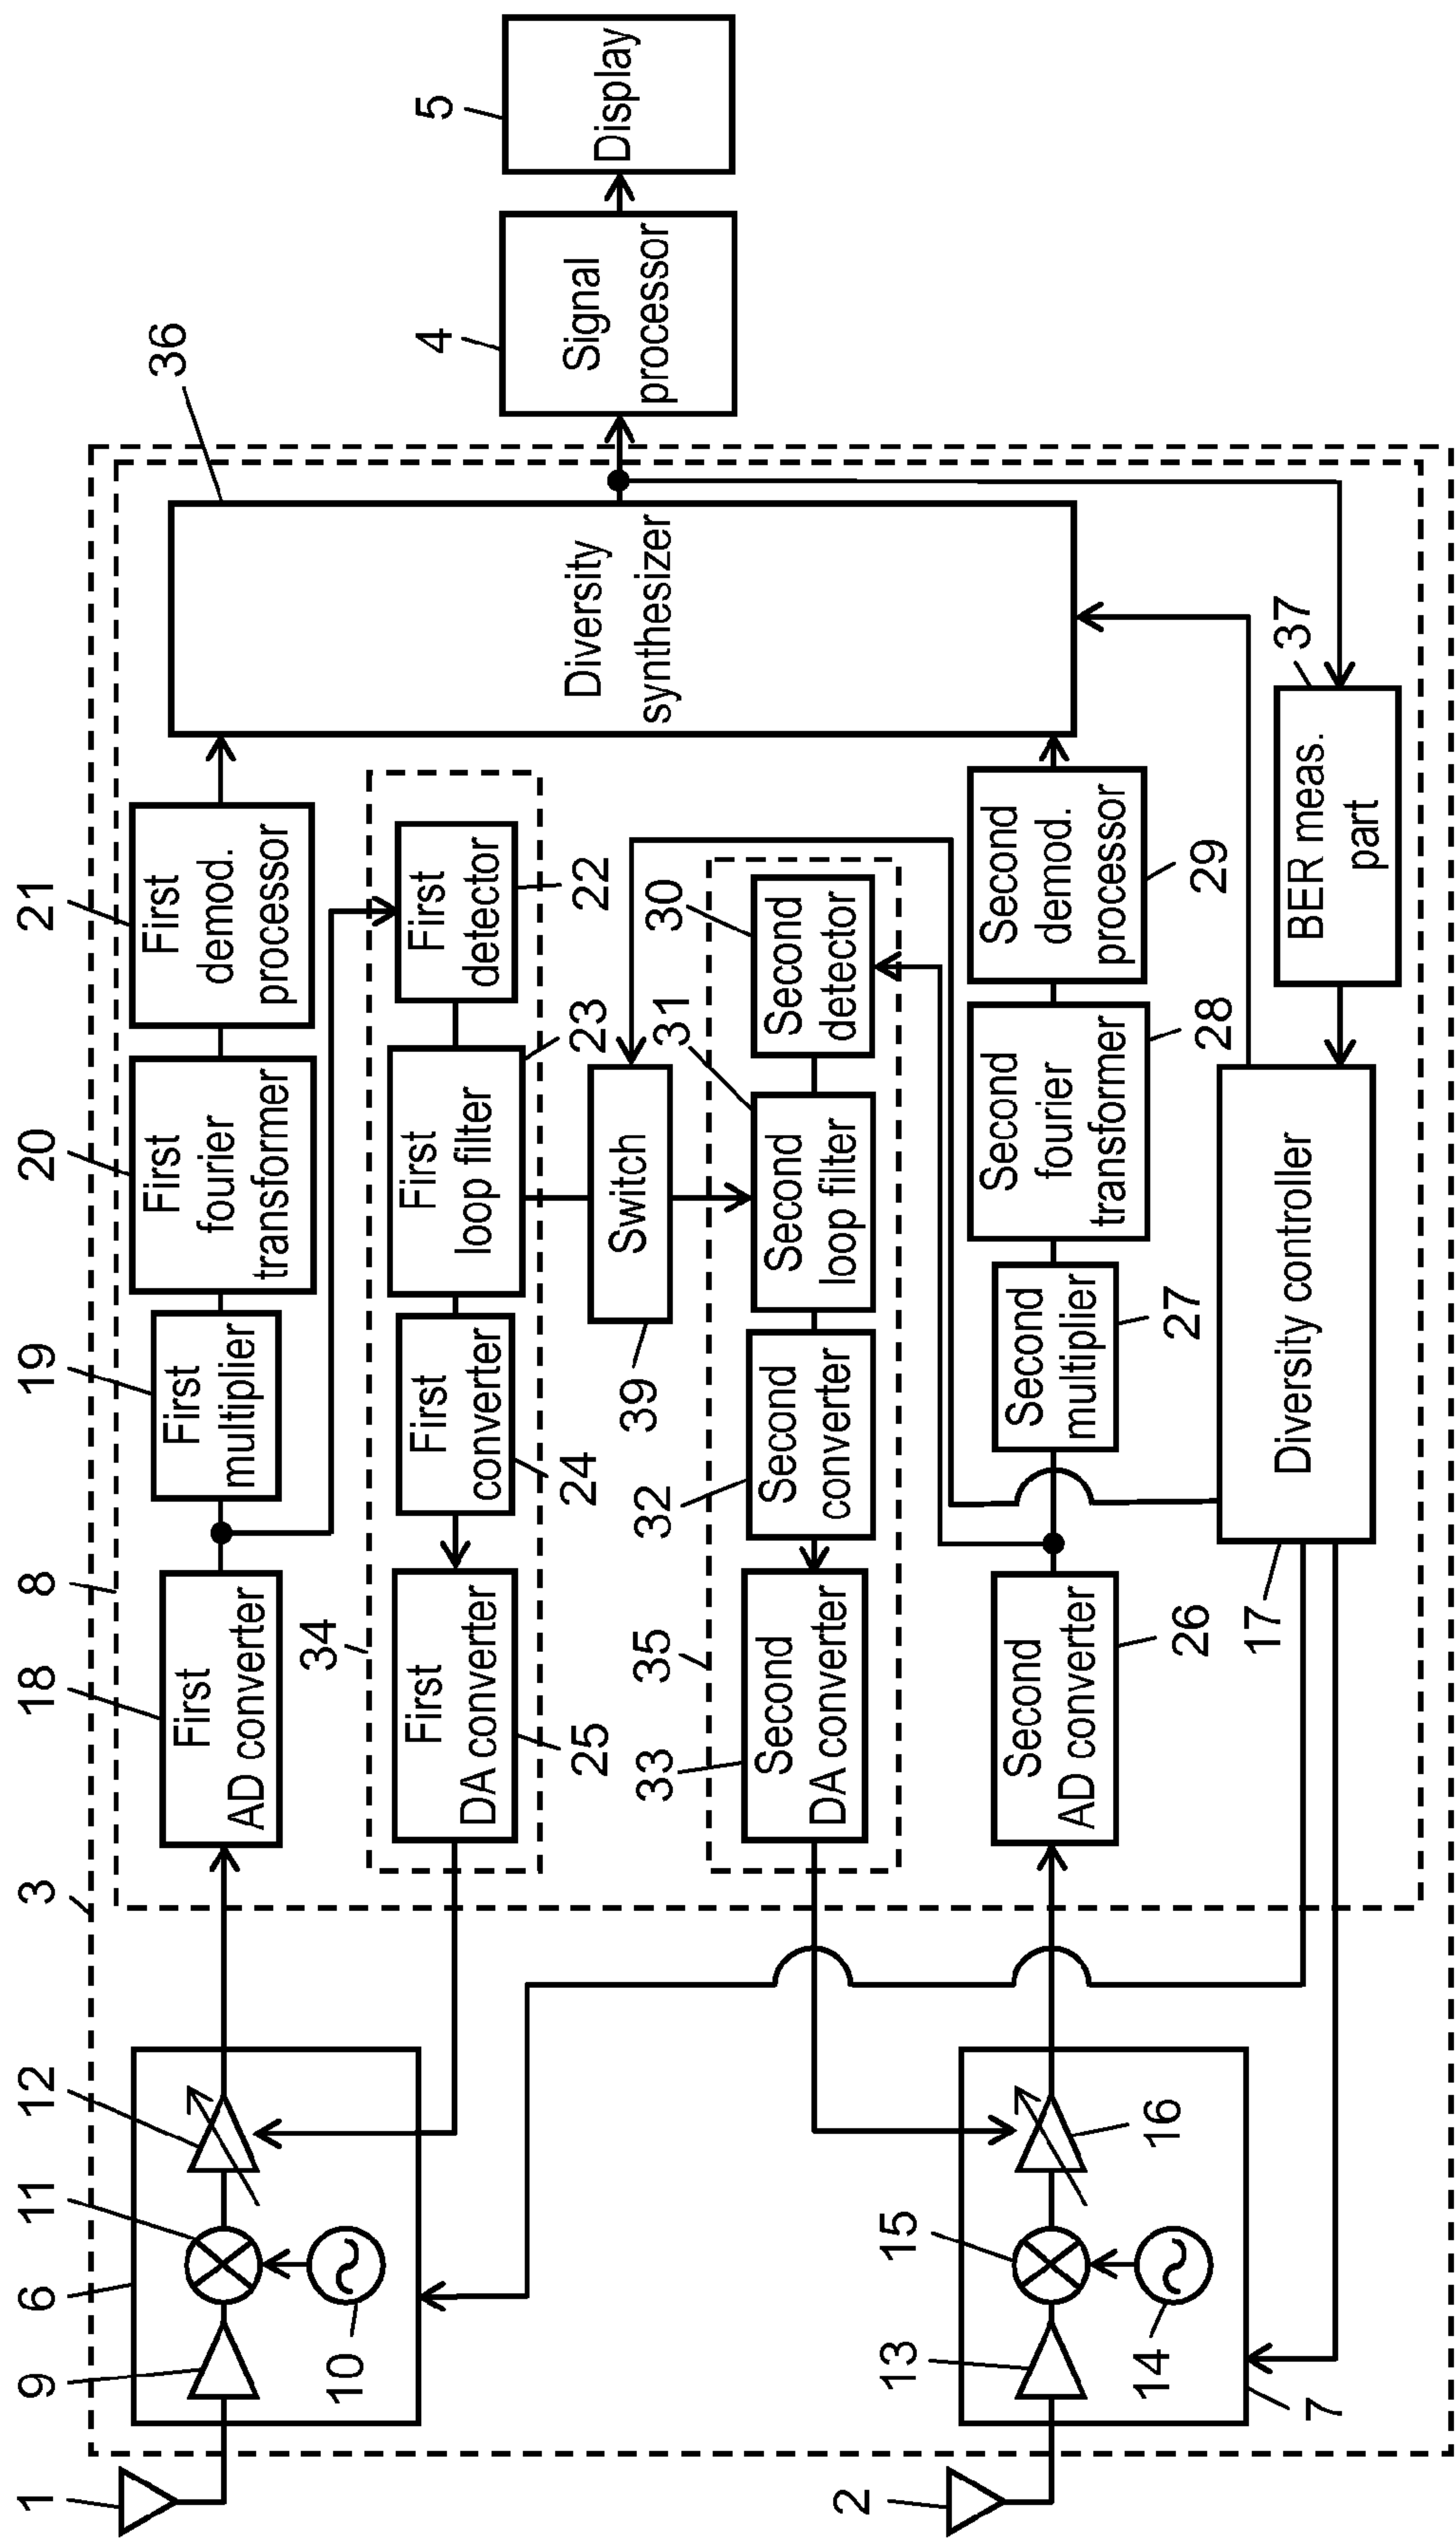 1
9
6
11
12
10
3
8
18
First
AD converter
19
First
multiplier
20
First
fourier
transformer
21
First
demod.
processor
34
First
DA converter
25
First
converter
24
First
loop filter
23
First
detector
22
Switch
39
35
33
Second
DA converter
32
Second
converter
31
Second
loop filter
30
Second
detector
2
13
15
14
16
7
Second
AD converter
26
Second
multiplier
27
Second
fourier
transformer
28
Second
demod.
processor
29
17
Diversity controller
BER meas.
part
37
36
Diversity
synthesizer
4
Signal
processor
5
Display